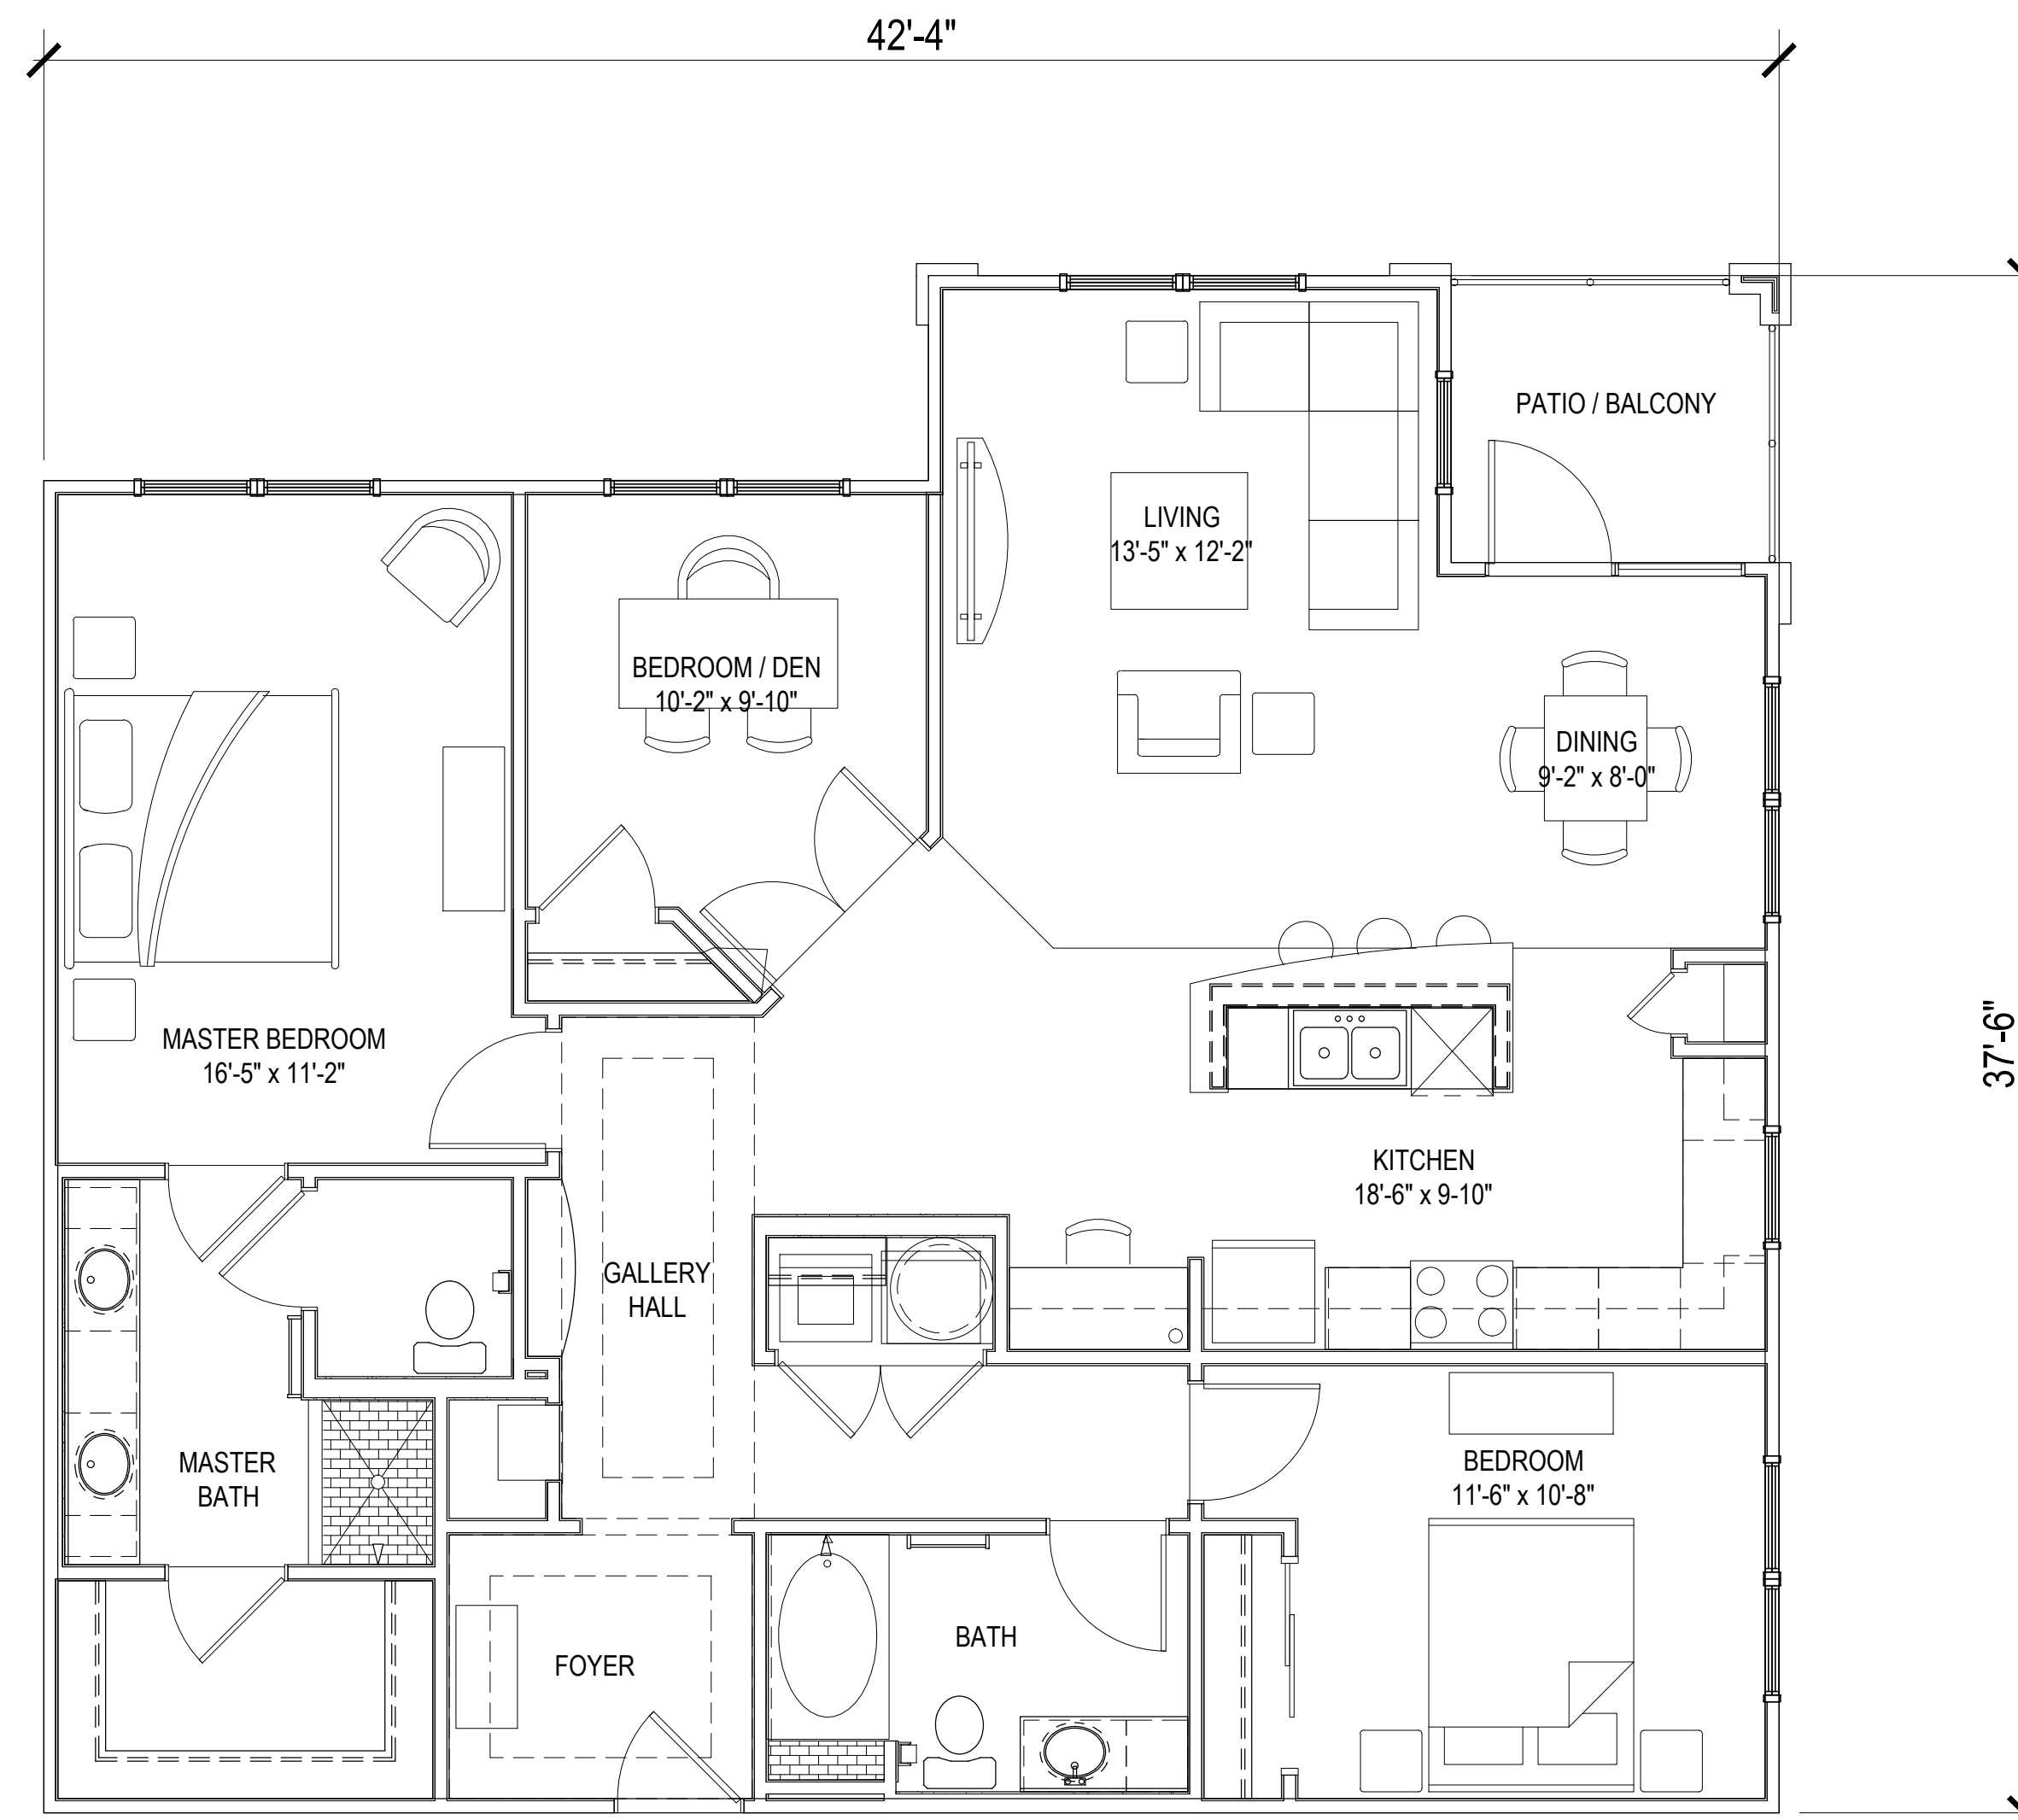 42'-4"
PATIO / BALCONY
LIVING
13'-5" x 12'-2"
BEDROOM / DEN
10'-2" x 9'-10"
DINING
9'-2" x 8'-0"
MASTER BEDROOM
16'-5" x 11'-2"
37'-6"
KITCHEN
18'-6" x 9-10"
GALLERY
HALL
MASTER
BATH
BEDROOM
11'-6" x 10'-8"
BATH
FOYER